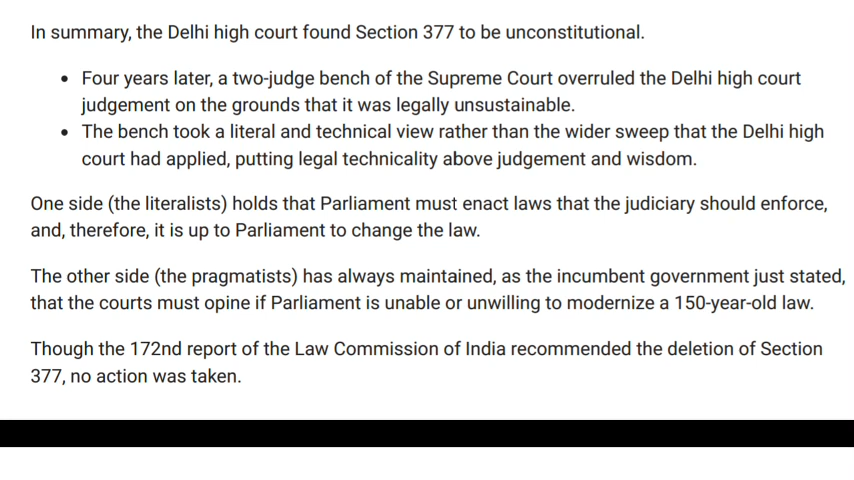 In summary, the Delhi high court found Section 377 to be unconstitutional.
• Four years later, a two-judge bench of the Supreme Court overruled the Delhi high court
judgement on the grounds that it was legally unsustainable.
• The bench took a literal and technical view rather than the wider sweep that the Delhi high
court had applied, putting legal technicality above judgement and wisdom.
One side (the literalists) holds that Parliament must enact laws that the judiciary should enforce,
and, therefore, it is up to Parliament to change the law.
The other side (the pragmatists) has always maintained, as the incumbent government just stated,
that the courts must opine if Parliament is unable or unwilling to modernize a 150-year-old law.
Though the 172nd report of the Law Commission of India recommended the deletion of Section
377, no action was taken.